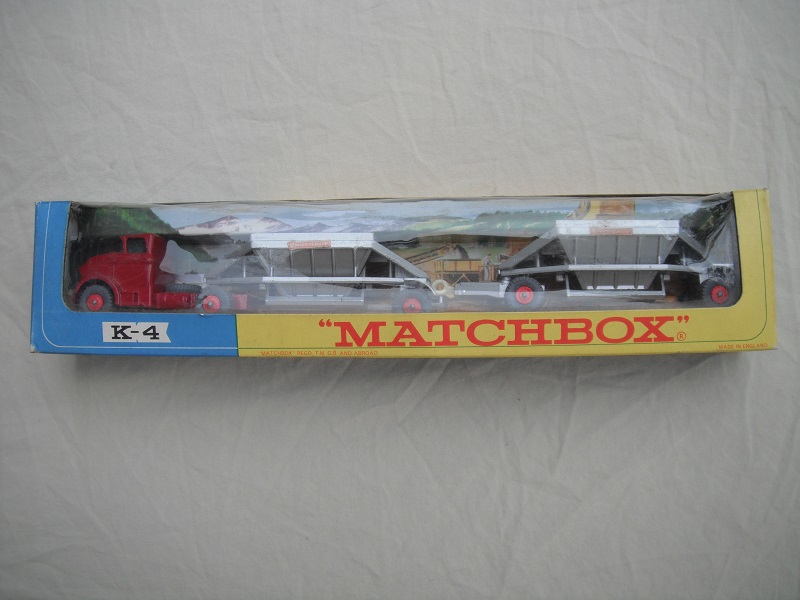 K-4
"MATCHBOX"®
"MATCHBOX" REGD. T.M. G.B. AND ABROAD
MADE IN ENGLAND